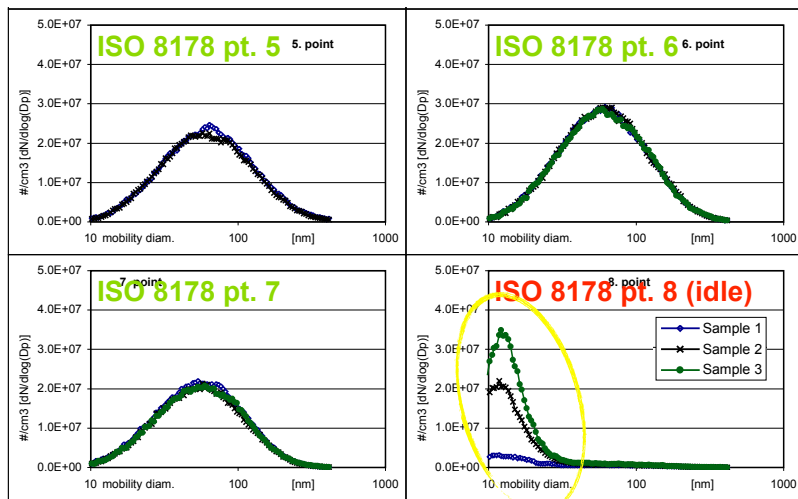 ISO 8178 pt. 5
5. point
5.0E+07
4.0E+07
3.0E+07
2.0E+07
1.0E+07
0.0E+00
#/cm3 [dN/dlog(Dp)]
10 mobility diam. 100 [nm] 1000
ISO 8178 pt. 6
6. point
5.0E+07
4.0E+07
3.0E+07
2.0E+07
1.0E+07
0.0E+00
#/cm3 [dN/dlog(Dp)]
10 mobility diam. 100 [nm] 1000
7. point
ISO 8178 pt. 7
5.0E+07
4.0E+07
3.0E+07
2.0E+07
1.0E+07
0.0E+00
#/cm3 [dN/dlog(Dp)]
10 mobility diam. 100 [nm] 1000
8. point
ISO 8178 pt. 8 (idle)
5.0E+07
4.0E+07
3.0E+07
2.0E+07
1.0E+07
0.0E+00
#/cm3 [dN/dlog(Dp)]
Sample 1
Sample 2
Sample 3
10 mobility diam. 100 [nm] 1000